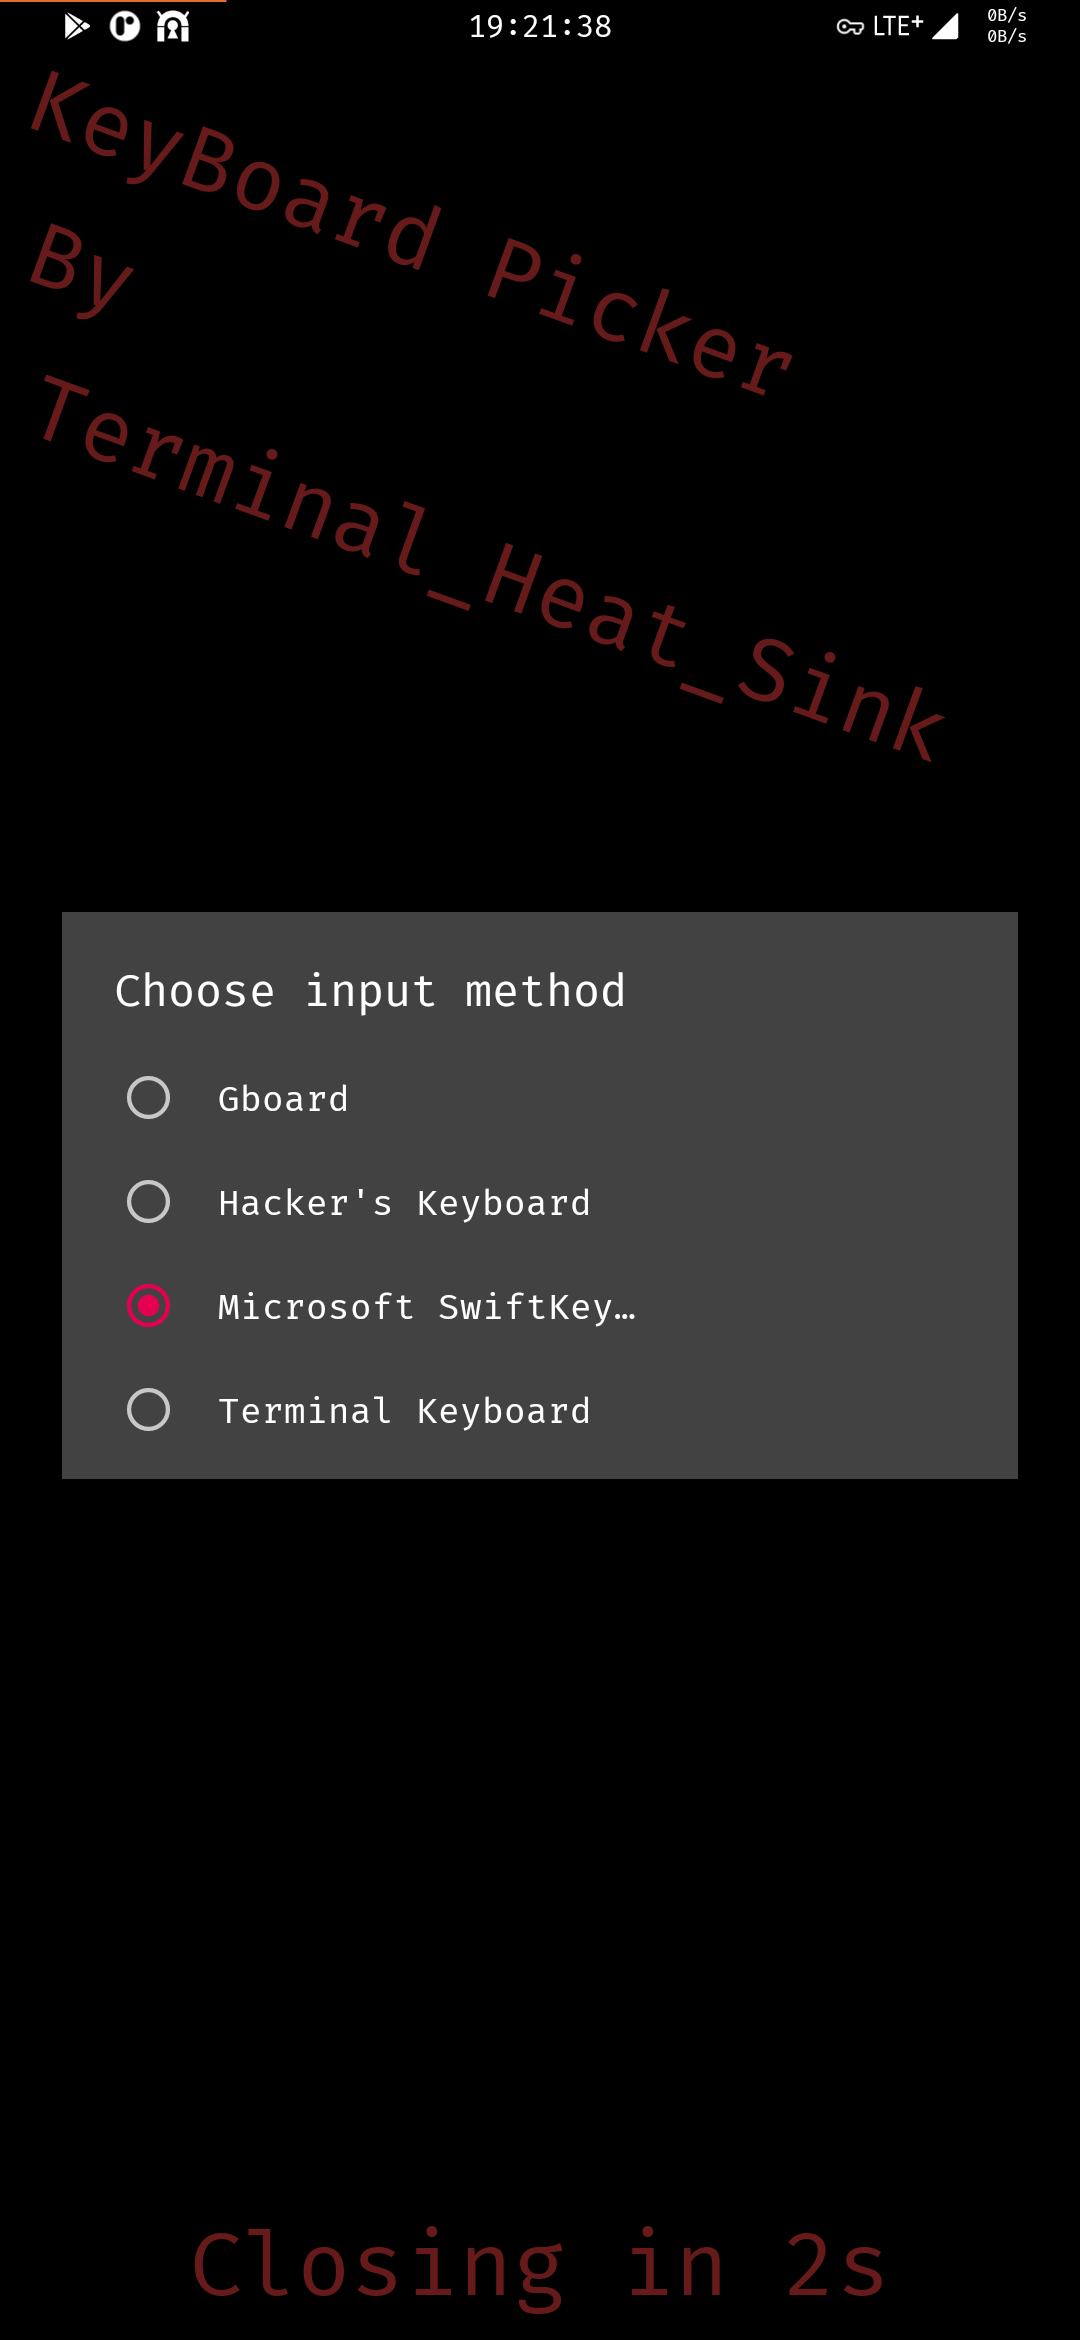 19:21:38 LTE+ 0B/s
0B/s
KeyBoard Picker
By
Terminal_Heat_Sink
Choose input method
Gboard
Hacker's Keyboard
Microsoft SwiftKey…
Terminal Keyboard
Closing in 2s